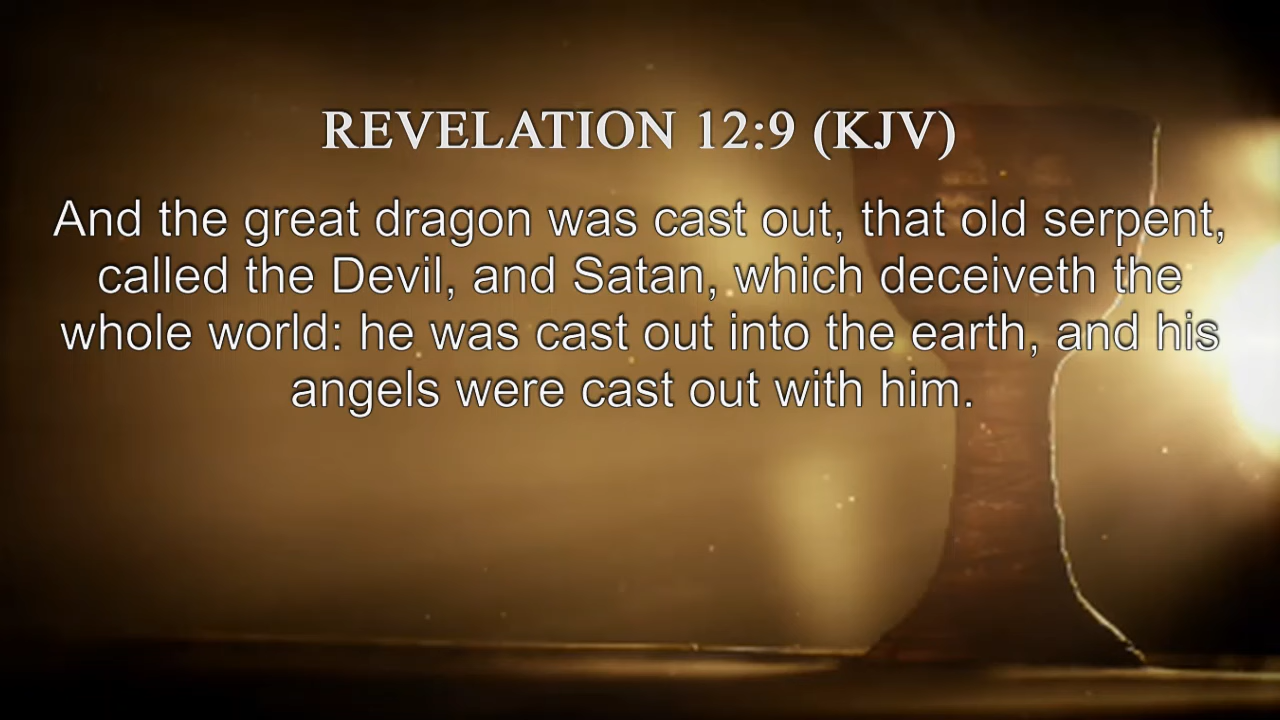 REVELATION 12:9 (KJV)
And the great dragon was cast out, that old serpent,
called the Devil, and Satan, which deceiveth the
whole world: he was cast out into the earth, and his
angels were cast out with him.